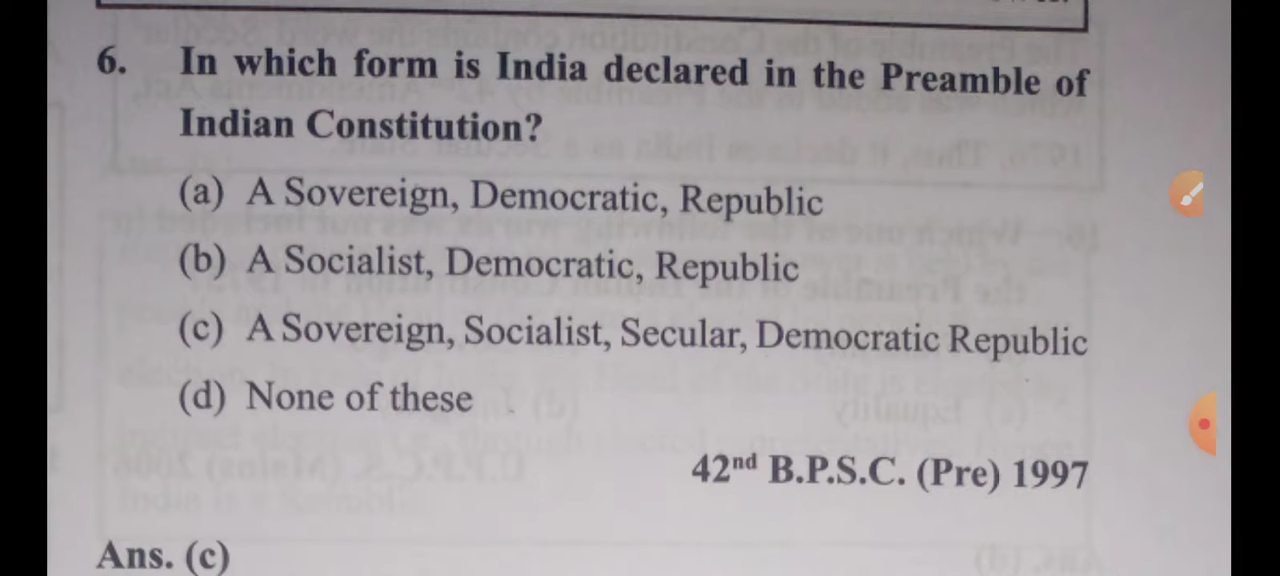 6. In which form is India declared in the Preamble of
Indian Constitution?
(a) A Sovereign, Democratic, Republic
(b) A Socialist, Democratic, Republic
(c) A Sovereign, Socialist, Secular, Democratic Republic
(d) None of these
42nd B.P.S.C. (Pre) 1997
Ans. (c)